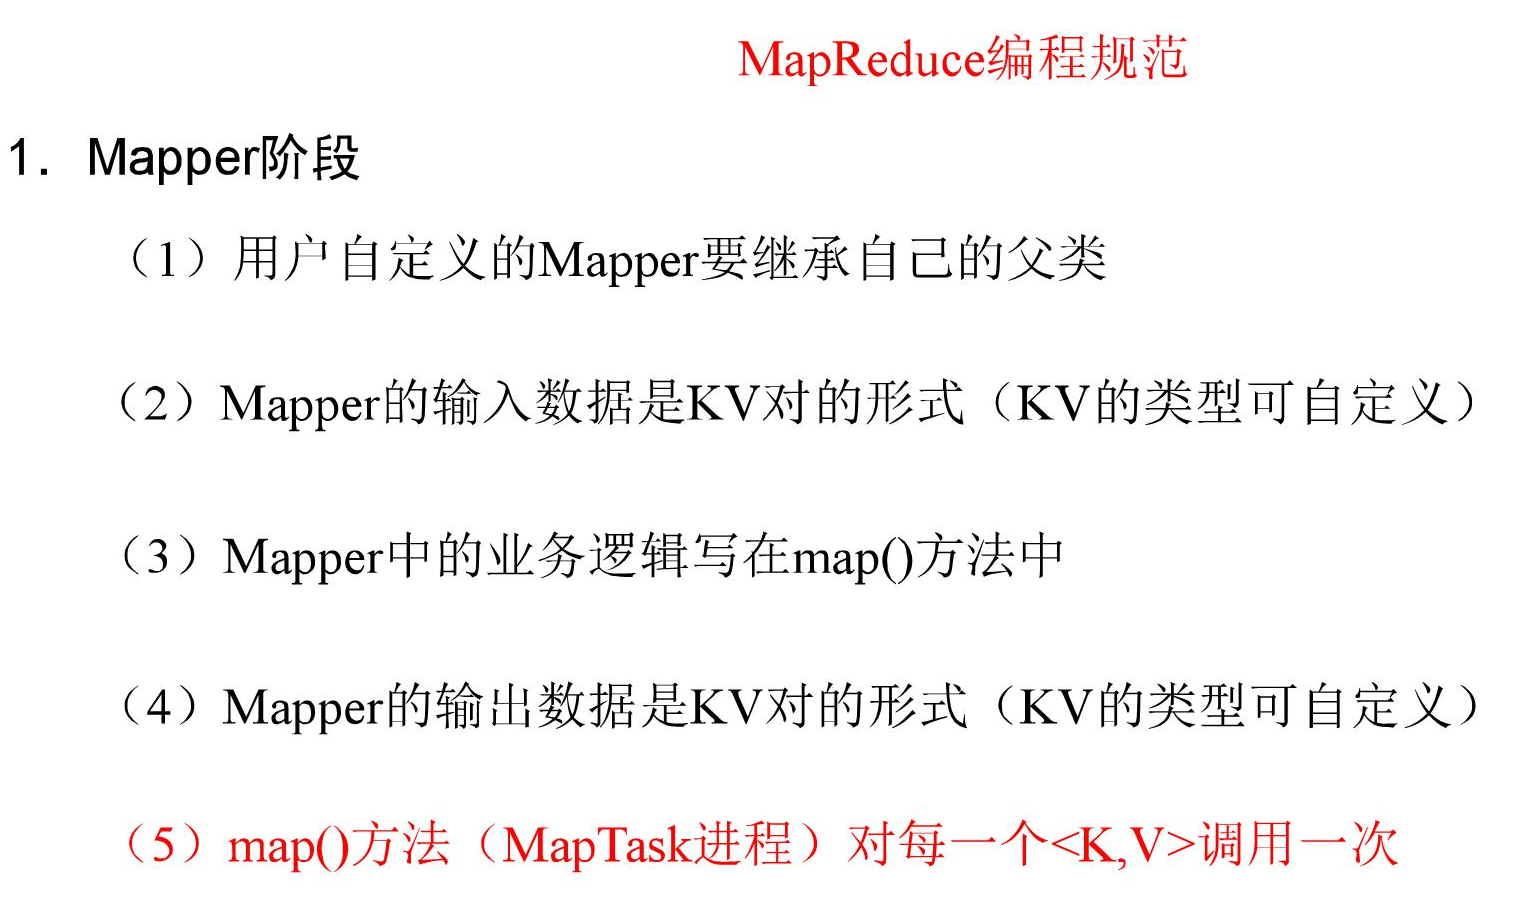 MapReduce编程规范
1. Mapper阶段
（1）用户自定义的Mapper要继承自己的父类
（2）Mapper的输入数据是KV对的形式（KV的类型可自定义）
（3）Mapper中的业务逻辑写在map()方法中
（4）Mapper的输出数据是KV对的形式（KV的类型可自定义）
（5）map()方法（MapTask进程）对每一个<K,V>调用一次